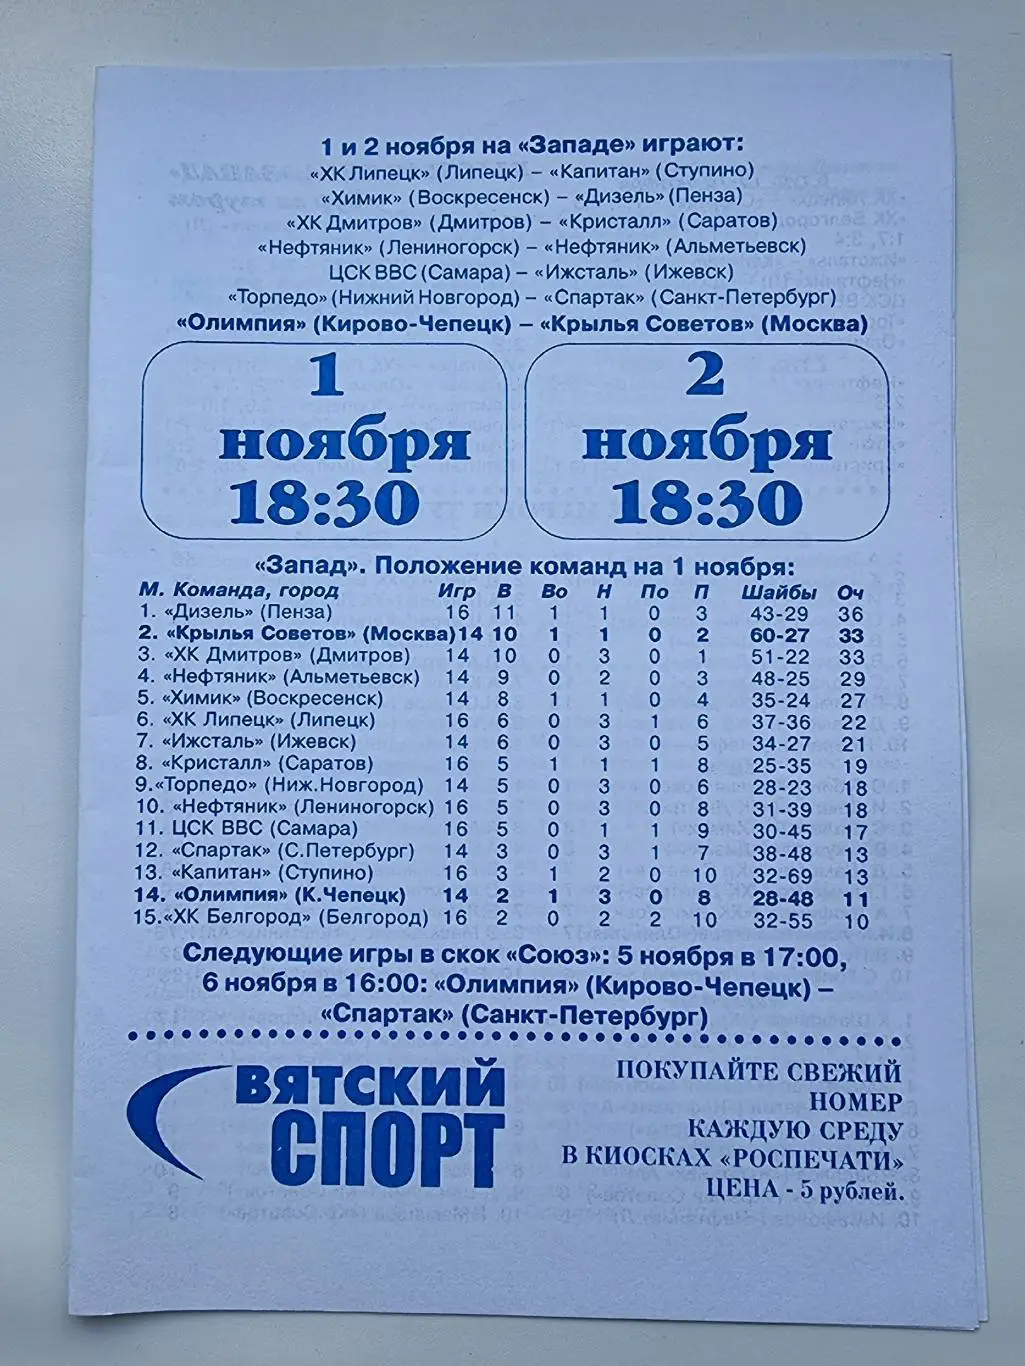 1 и 2 ноября на «Западе» играют:
«ХК Липецк» (Липецк) – «Капитан» (Ступино)
«Химик» (Воскресенск) – «Дизель» (Пенза)
«ХК Дмитров» (Дмитров) – «Кристалл» (Саратов)
«Нефтяник» (Лениногорск) – «Нефтяник» (Альметьевск)
ЦСК ВВС (Самара) – «Ижсталь» (Ижевск)
«Торпедо» (Нижний Новгород) – «Спартак» (Санкт-Петербург)
«Олимпия» (Кирово-Чепецк) – «Крылья Советов» (Москва)
1 ноября 18:30
2 ноября 18:30
«Запад». Положение команд на 1 ноября:
М. Команда, город Игр В Во Н По П Шайбы Оч
1. «Дизель» (Пенза) 16 11 1 1 0 3 43-29 36
2. «Крылья Советов» (Москва) 14 10 1 1 0 2 60-27 33
3. «ХК Дмитров» (Дмитров) 14 10 0 3 0 1 51-22 33
4. «Нефтяник» (Альметьевск) 14 9 0 2 0 3 48-25 29
5. «Химик» (Воскресенск) 14 8 1 1 0 4 35-24 27
6. «ХК Липецк» (Липецк) 16 6 0 3 1 6 37-36 22
7. «Ижсталь» (Ижевск) 14 6 0 3 0 5 34-27 21
8. «Кристалл» (Саратов) 16 5 1 1 1 8 25-35 19
9.«Торпедо» (Ниж.Новгород) 14 5 0 3 0 6 28-23 18
10. «Нефтяник» (Лениногорск) 16 5 0 3 0 8 31-39 18
11. ЦСК ВВС (Самара) 16 5 0 1 1 9 30-45 17
12. «Спартак» (С.Петербург) 14 3 0 3 1 7 38-48 13
13. «Капитан» (Ступино) 16 3 1 2 0 10 32-69 13
14. «Олимпия» (К.Чепецк) 14 2 1 3 0 8 28-48 11
15.«ХК Белгород» (Белгород) 16 2 0 2 2 10 32-55 10
Следующие игры в скок «Союз»: 5 ноября в 17:00,
6 ноября в 16:00: «Олимпия» (Кирово-Чепецк) –
«Спартак» (Санкт-Петербург)
ВЯТСКИЙ
СПОРТ
ПОКУПАЙТЕ СВЕЖИЙ
НОМЕР
КАЖДУЮ СРЕДУ
В КИОСКАХ «РОСПЕЧАТИ»
ЦЕНА - 5 рублей.